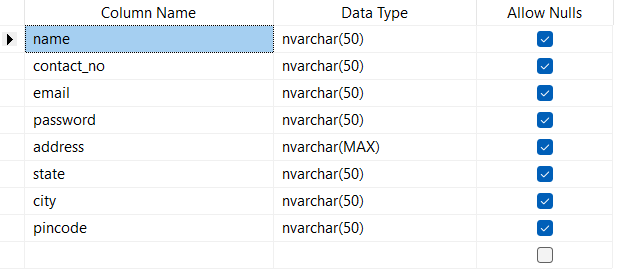 Column Name Data Type Allow Nulls
name nvarchar(50)
contact_no nvarchar(50)
email nvarchar(50)
password nvarchar(50)
address nvarchar(MAX)
state nvarchar(50)
city nvarchar(50)
pincode nvarchar(50)